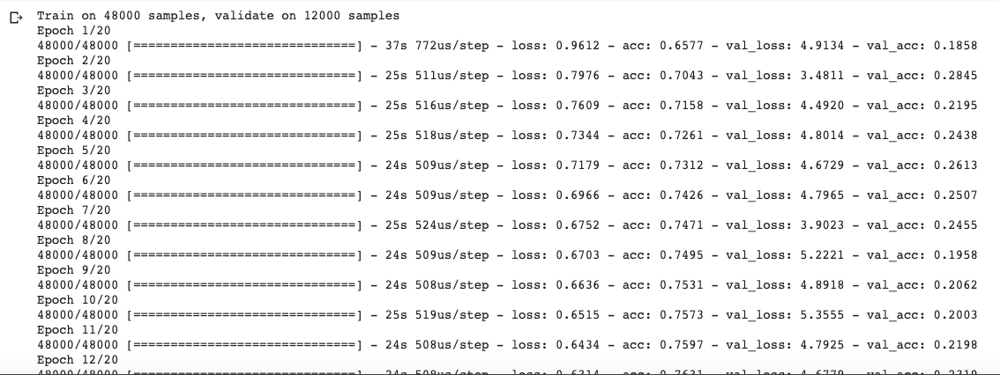 Train on 48000 samples, validate on 12000 samples
Epoch 1/20
48000/48000 [==============================] - 37s 772us/step - loss: 0.9612 - acc: 0.6577 - val_loss: 4.9134 - val_acc: 0.1858
Epoch 2/20
48000/48000 [==============================] - 25s 511us/step - loss: 0.7976 - acc: 0.7043 - val_loss: 3.4811 - val_acc: 0.2845
Epoch 3/20
48000/48000 [==============================] - 25s 516us/step - loss: 0.7609 - acc: 0.7158 - val_loss: 4.4920 - val_acc: 0.2195
Epoch 4/20
48000/48000 [==============================] - 25s 518us/step - loss: 0.7344 - acc: 0.7261 - val_loss: 4.8014 - val_acc: 0.2438
Epoch 5/20
48000/48000 [==============================] - 24s 509us/step - loss: 0.7179 - acc: 0.7312 - val_loss: 4.6729 - val_acc: 0.2613
Epoch 6/20
48000/48000 [==============================] - 24s 509us/step - loss: 0.6966 - acc: 0.7426 - val_loss: 4.7965 - val_acc: 0.2507
Epoch 7/20
48000/48000 [==============================] - 25s 524us/step - loss: 0.6752 - acc: 0.7471 - val_loss: 3.9023 - val_acc: 0.2455
Epoch 8/20
48000/48000 [==============================] - 24s 509us/step - loss: 0.6703 - acc: 0.7495 - val_loss: 5.2221 - val_acc: 0.1958
Epoch 9/20
48000/48000 [==============================] - 24s 508us/step - loss: 0.6636 - acc: 0.7531 - val_loss: 4.8918 - val_acc: 0.2062
Epoch 10/20
48000/48000 [==============================] - 25s 519us/step - loss: 0.6515 - acc: 0.7573 - val_loss: 5.3555 - val_acc: 0.2003
Epoch 11/20
48000/48000 [==============================] - 24s 508us/step - loss: 0.6434 - acc: 0.7597 - val_loss: 4.7925 - val_acc: 0.2198
Epoch 12/20